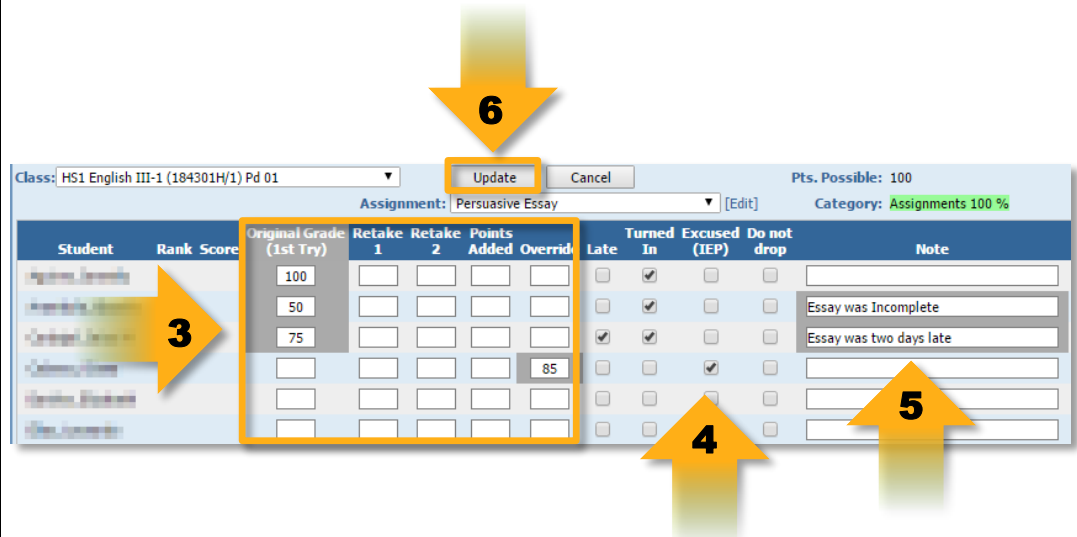 6
Class: HS1 English III-1 (184301H/1) Pd 01 Update Cancel Pts. Possible: 100
Assignment: Persuasive Essay [Edit] Category: Assignments 100 %
Original Grade Retake Retake Points Turned Excused Do not
Student Rank Score (1st Try) 1 2 Added Override Late In (IEP) drop Note
100
50 Essay was Incomplete
3 75 Essay was two days late
85
5
4